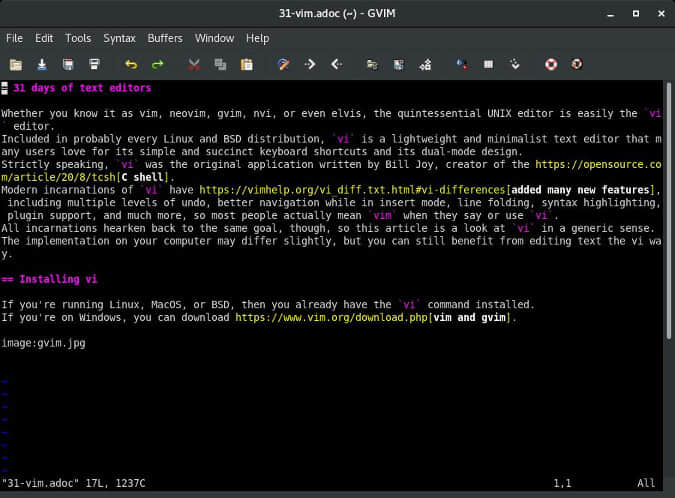 31-vim.adoc (~) - GVIM
File Edit Tools Syntax Buffers Window Help
= 31 days of text editors
Whether you know it as vim, neovim, gvim, nvi, or even elvis, the quintessential UNIX editor is easily the `vi
` editor.
Included in probably every Linux and BSD distribution, `vi` is a lightweight and minimalist text editor that m
any users love for its simple and succinct keyboard shortcuts and its dual-mode design.
Strictly speaking, `vi` was the original application written by Bill Joy, creator of the https://opensource.co
m/article/20/8/tcsh[C shell].
Modern incarnations of `vi` have https://vimhelp.org/vi_diff.txt.html#vi-differences[added many new features],
including multiple levels of undo, better navigation while in insert mode, line folding, syntax highlighting,
plugin support, and much more, so most people actually mean `vim` when they say or use `vi`.
All incarnations hearken back to the same goal, though, so this article is a look at `vi` in a generic sense.
The implementation on your computer may differ slightly, but you can still benefit from editing text the vi wa
y.
== Installing vi
If you're running Linux, MacOS, or BSD, then you already have the `vi` command installed.
If you're on Windows, you can download https://www.vim.org/download.php[vim and gvim].
image:gvim.jpg
~
~
~
~
~
~
~
~
"31-vim.adoc" 17L, 1237C 1,1 All